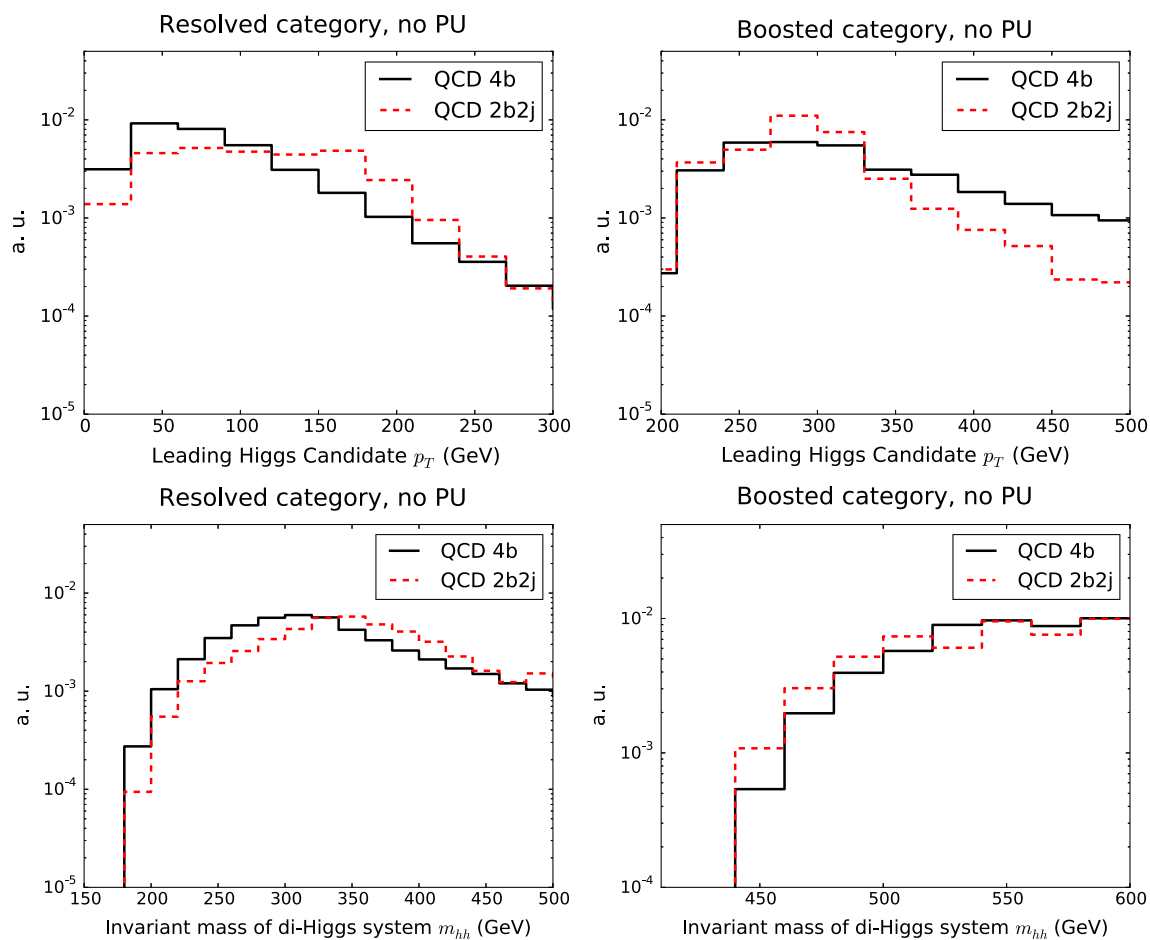 Resolved category, no PU
QCD 4b
QCD 2b2j
a. u.
10^-2
10^-3
10^-4
10^-5
0 50 100 150 200 250 300
Leading Higgs Candidate p_T (GeV)
Boosted category, no PU
QCD 4b
QCD 2b2j
a. u.
10^-2
10^-3
10^-4
10^-5
200 250 300 350 400 450 500
Leading Higgs Candidate p_T (GeV)
Resolved category, no PU
QCD 4b
QCD 2b2j
a. u.
10^-2
10^-3
10^-4
10^-5
150 200 250 300 350 400 450 500
Invariant mass of di-Higgs system m_hh (GeV)
Boosted category, no PU
QCD 4b
QCD 2b2j
a. u.
10^-2
10^-3
10^-4
450 500 550 600
Invariant mass of di-Higgs system m_hh (GeV)